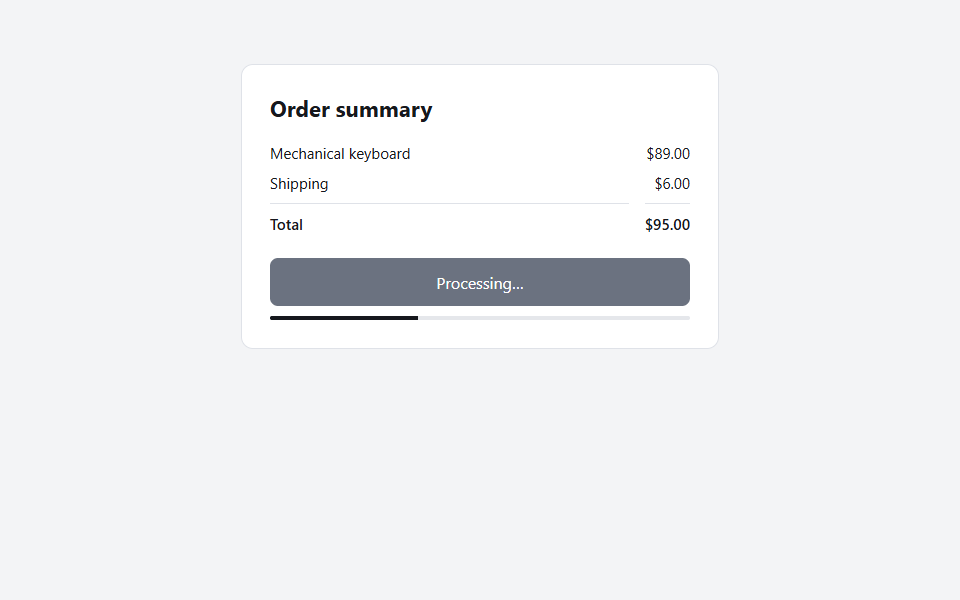 Order summary
Mechanical keyboard $89.00
Shipping $6.00
Total $95.00
Processing...